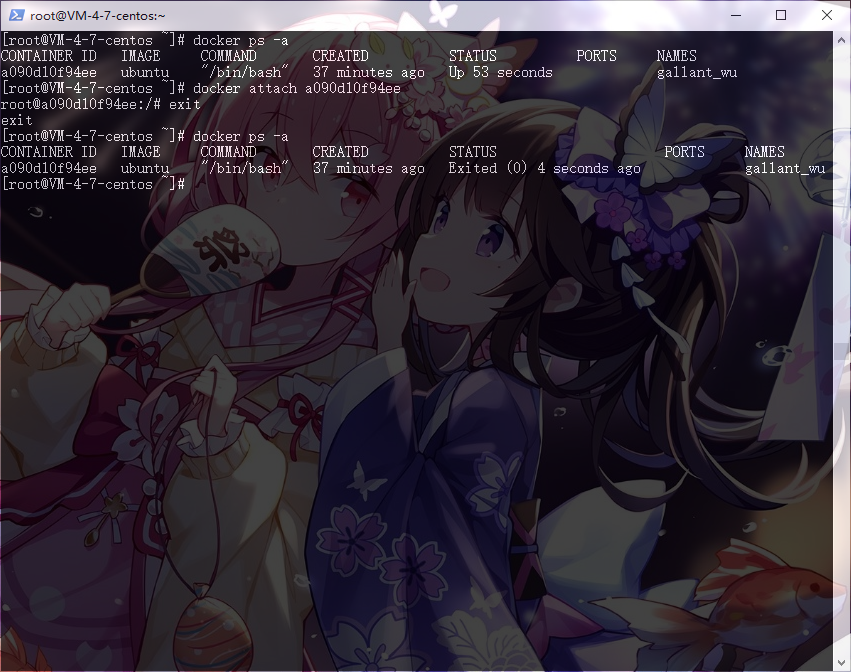 root@VM-4-7-centos:~
[root@VM-4-7-centos ~]# docker ps -a
CONTAINER ID   IMAGE     COMMAND       CREATED          STATUS          PORTS     NAMES
a090d10f94ee   ubuntu    "/bin/bash"   37 minutes ago   Up 53 seconds             gallant_wu
[root@VM-4-7-centos ~]# docker attach a090d10f94ee
root@a090d10f94ee:/# exit
exit
[root@VM-4-7-centos ~]# docker ps -a
CONTAINER ID   IMAGE     COMMAND       CREATED          STATUS                     PORTS     NAMES
a090d10f94ee   ubuntu    "/bin/bash"   37 minutes ago   Exited (0) 4 seconds ago             gallant_wu
[root@VM-4-7-centos ~]#